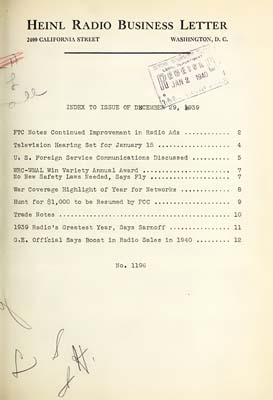 HEINL RADIO BUSINESS LETTER
2400 CALIFORNIA STREET WASHINGTON, D. C.
JAN 2 1940
INDEX TO ISSUE OF DECEMBER 29, 1939
FTC Notes Continued Improvement in Radio Ads ............ 2
Television Hearing Set for January 15 ................... 4
U. S. Foreign Service Communications Discussed .......... 5
WRC-WMAL Win Variety Annual Award ....................... 7
No New Safety Laws Needed, Says Fly ..................... 7
War Coverage Highlight of Year for Networks ............. 8
Hunt for $1,000 to be Resumed by FCC .................... 9
Trade Notes ............................................. 10
1939 Radio's Greatest Year, Says Sarnoff ................ 11
G.E. Official Says Boost in Radio Sales in 1940 ......... 12
No. 1196